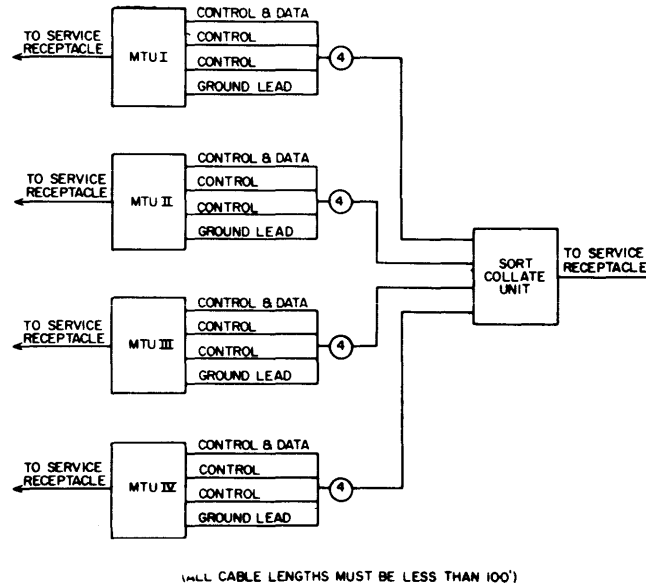 CONTROL & DATA
TO SERVICE
RECEPTACLE
MTU I
CONTROL
CONTROL
4
GROUND LEAD
CONTROL & DATA
TO SERVICE
RECEPTACLE
MTU II
CONTROL
CONTROL
4
GROUND LEAD
SORT
COLLATE
UNIT
TO SERVICE
RECEPTACLE
CONTROL & DATA
TO SERVICE
RECEPTACLE
MTU III
CONTROL
CONTROL
4
GROUND LEAD
CONTROL & DATA
TO SERVICE
RECEPTACLE
MTU IV
CONTROL
CONTROL
4
GROUND LEAD
(ALL CABLE LENGTHS MUST BE LESS THAN 100')